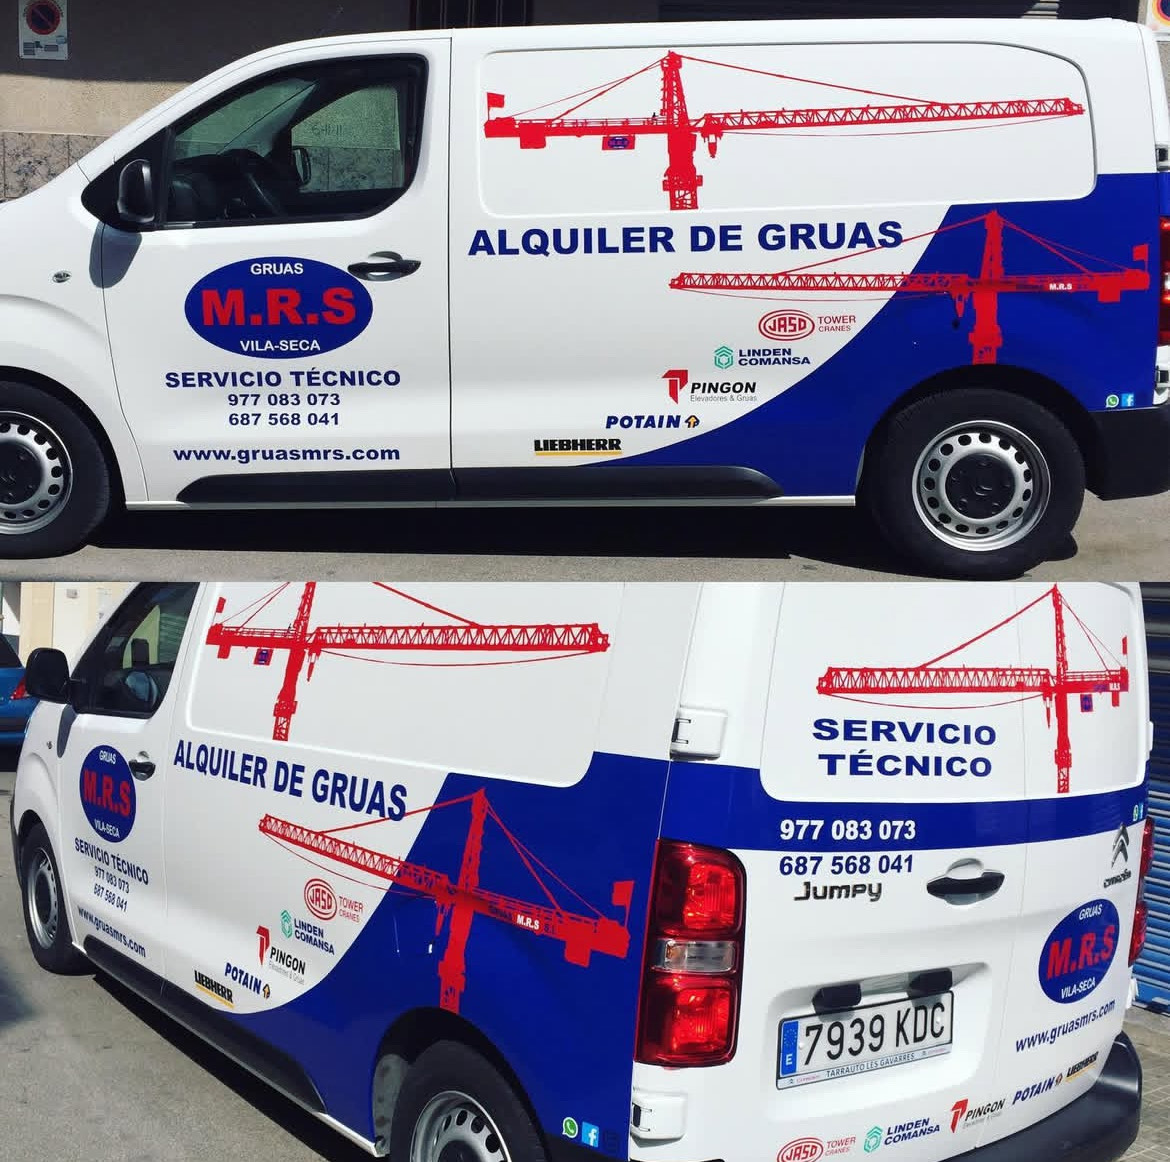 ALQUILER DE GRUAS
GRUAS
M.R.S
VILA-SECA
SERVICIO TÉCNICO
977 083 073
687 568 041
www.gruasmrs.com
M.R.S
JASO TOWER
CRANES
LINDEN
COMANSA
PINGON
Elevadores & Gruas
POTAIN
LIEBHERR
ALQUILER DE GRUAS
GRUAS
M.R.S
VILA-SECA
SERVICIO TÉCNICO
977 083 073
687 568 041
www.gruasmrs.com
M.R.S
JASO TOWER
CRANES
LINDEN
COMANSA
PINGON
Elevadores & Gruas
POTAIN
LIEBHERR
SERVICIO
TÉCNICO
977 083 073
687 568 041
Jumpy
CITROËN
GRUAS
M.R.S
VILA-SECA
www.gruasmrs.com
E
7939 KDC
TARRAUTO LES GAVARRES
JASO TOWER
CRANES
LINDEN
COMANSA
PINGON
Elevadores & Gruas
POTAIN
LIEBHERR